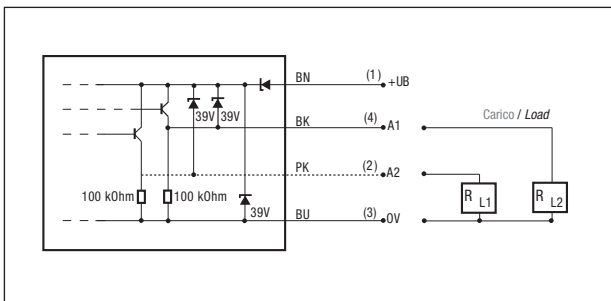 BN (1) +UB
39V 39V
BK (4) A1
Carico / Load
PK (2) A2
100 kOhm 100 kOhm
39V
BU (3) 0V
R L1
R L2